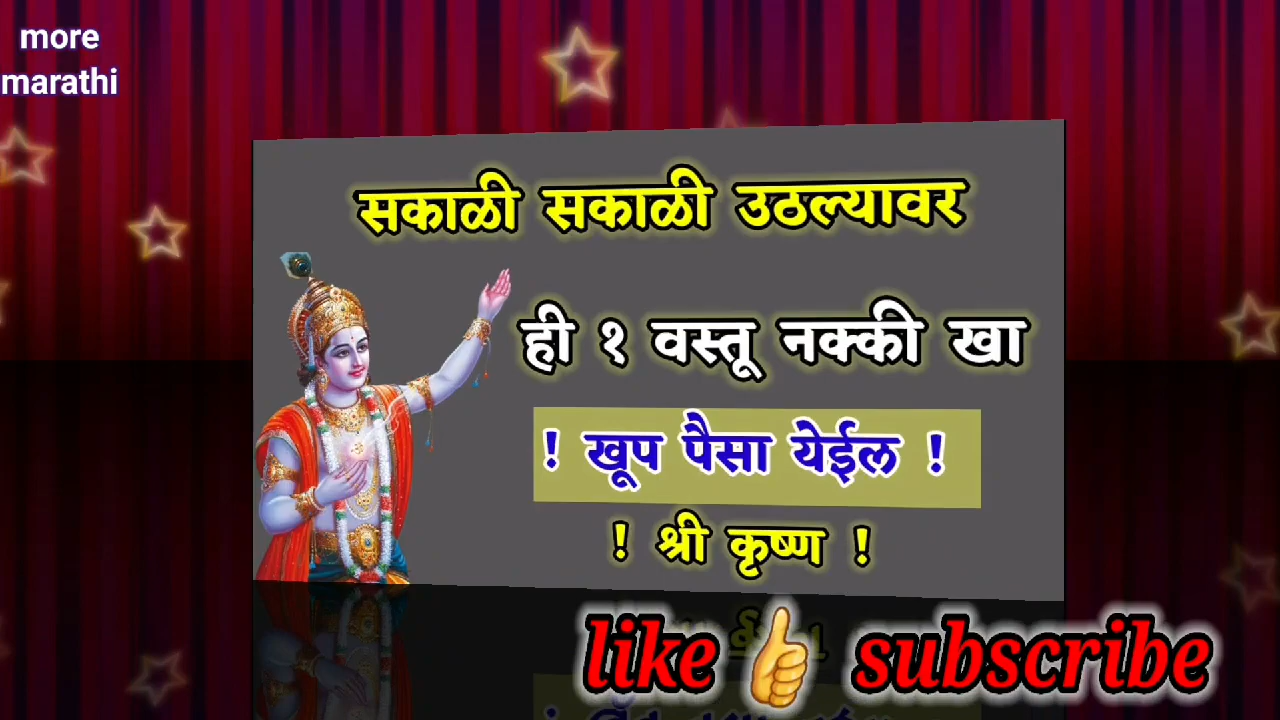 more
marathi
सकाळी सकाळी उठल्यावर
ही १ वस्तू नक्की खा
! खूप पैसा येईल !
! श्री कृष्ण !
like 👍 subscribe